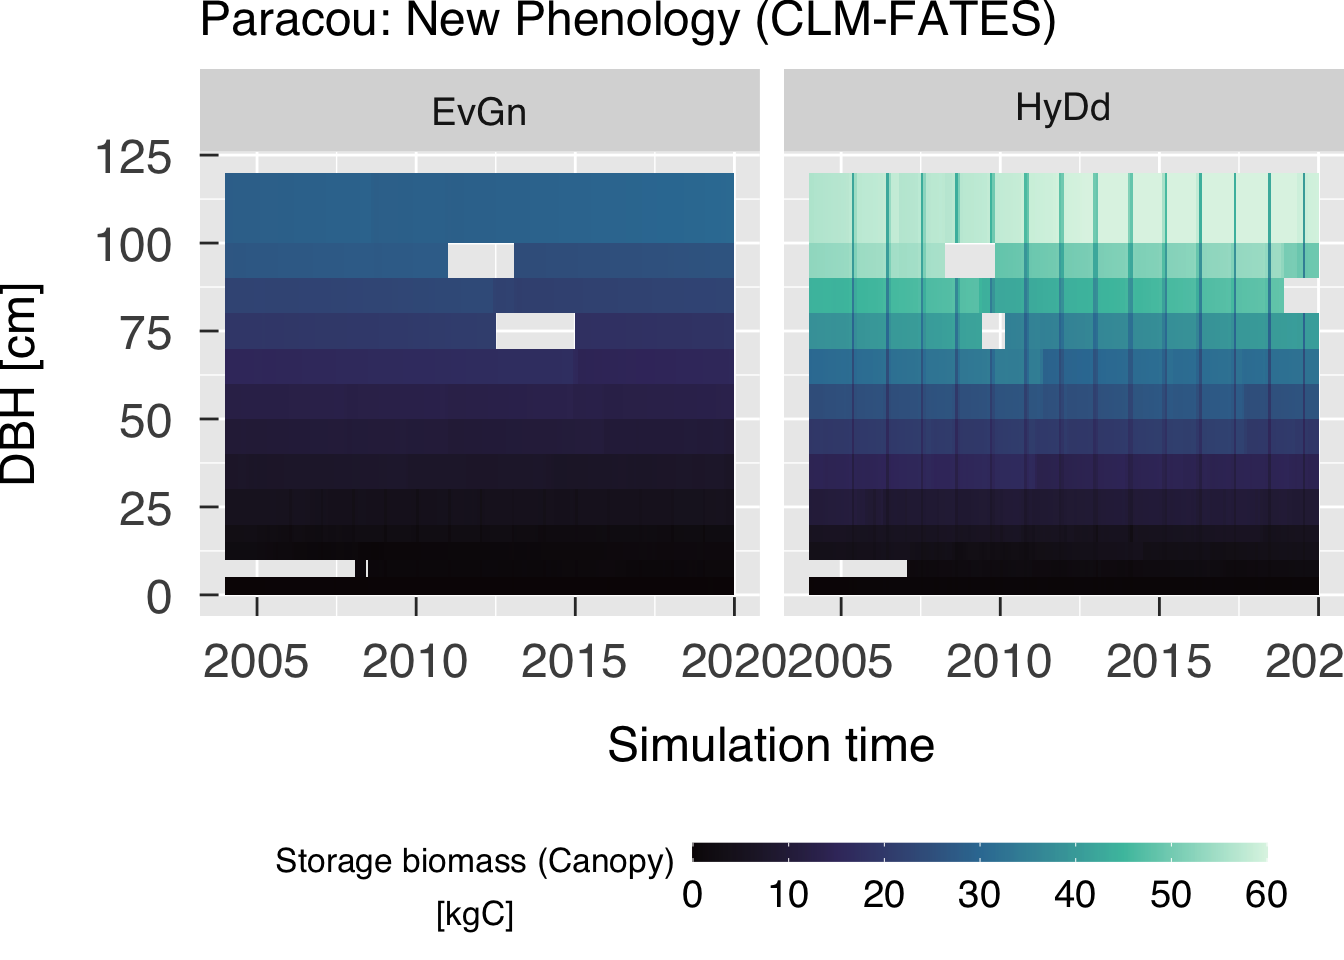 Paracou: New Phenology (CLM-FATES)
EvGn HyDd
DBH [cm]
125
100
75
50
25
0
2005 2010 2015 2020 2005 2010 2015 202
Simulation time
Storage biomass (Canopy)
[kgC]
0 10 20 30 40 50 60